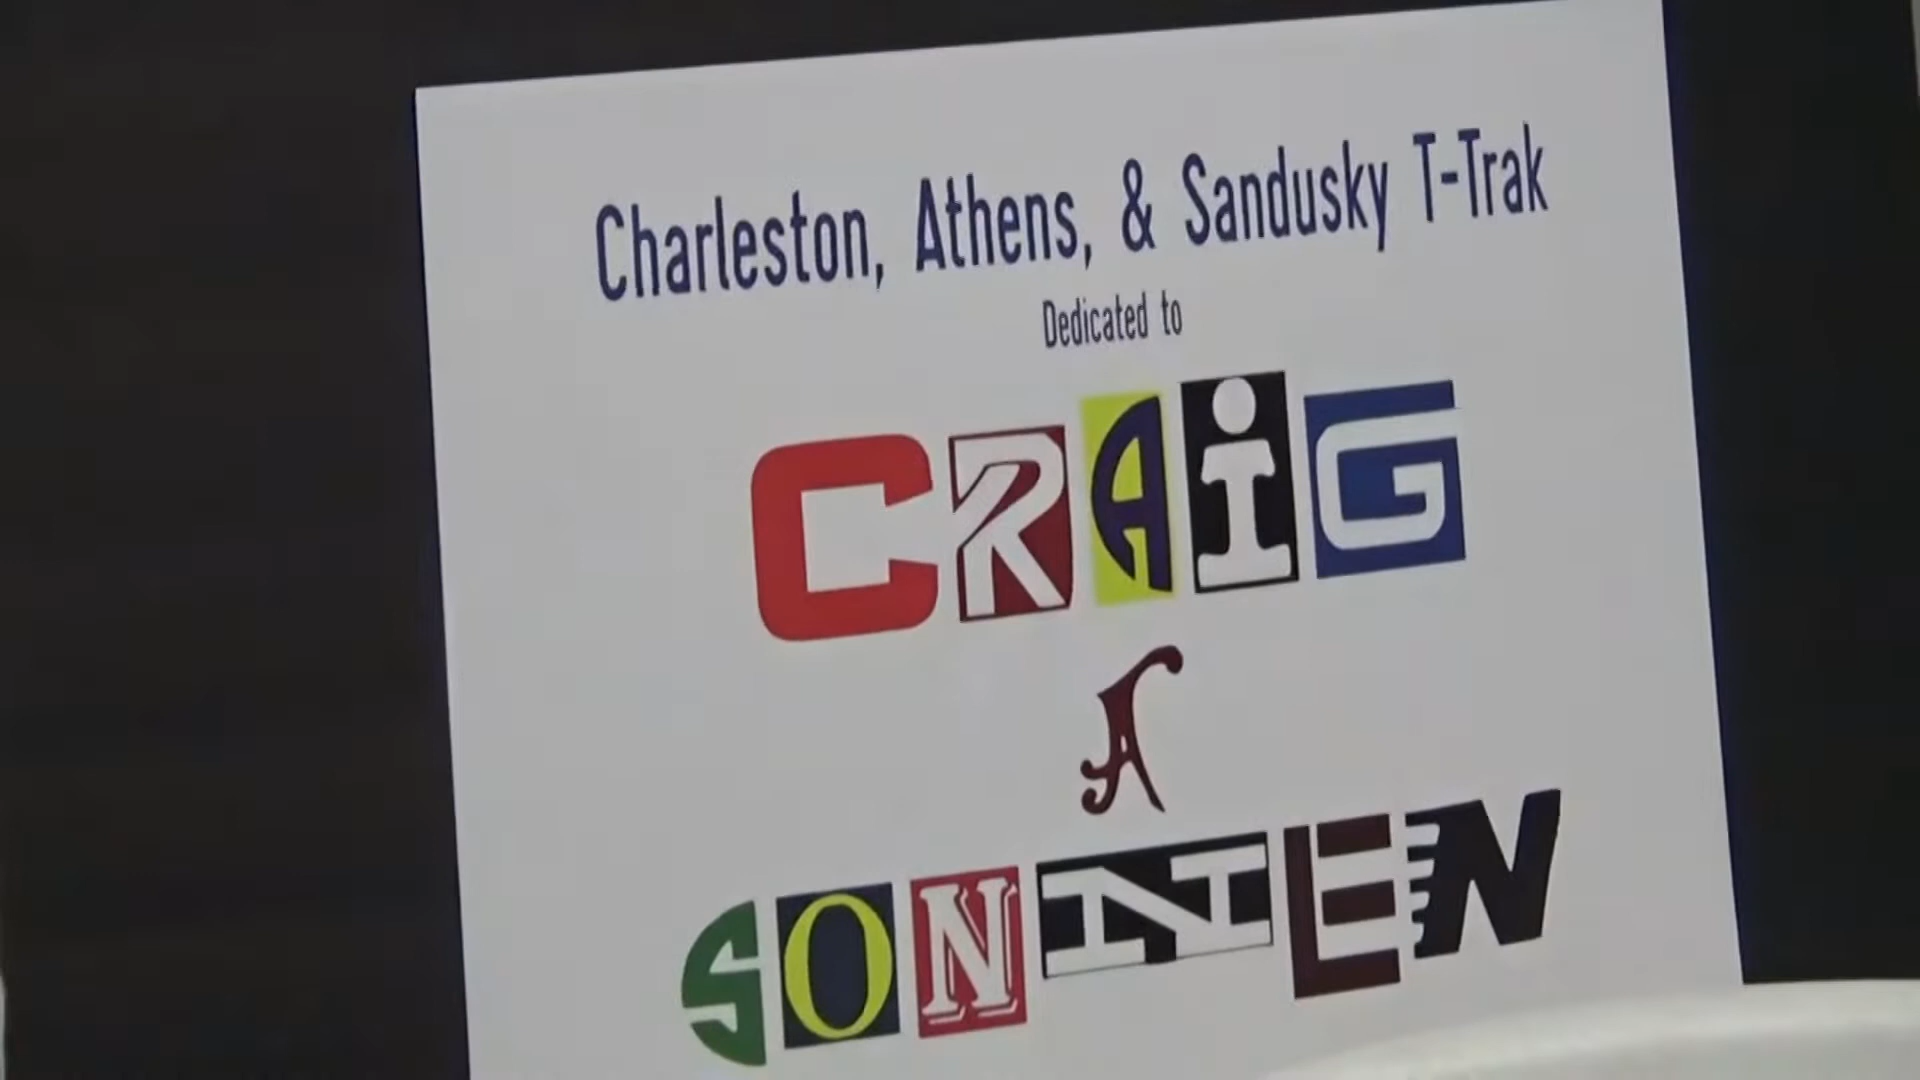 Charleston, Athens, & Sandusky T-Trak
Dedicated to
CRAiG
A
SONNEN